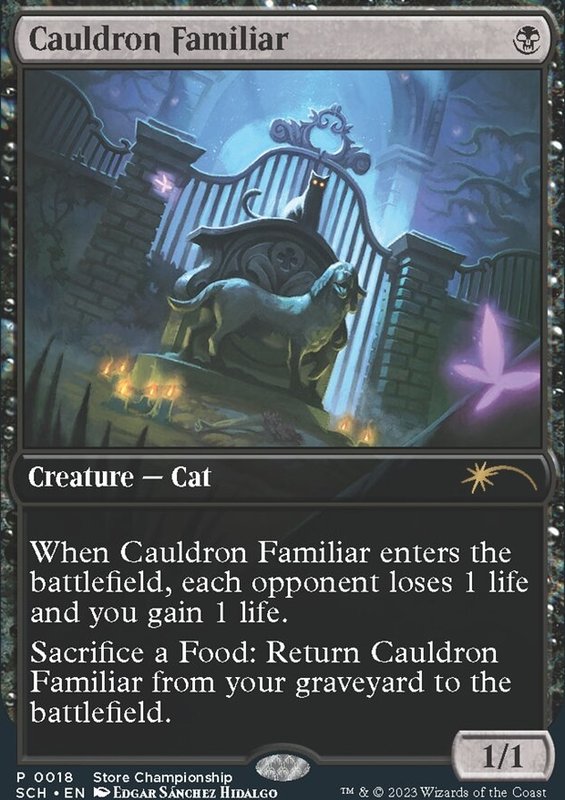 Cauldron Familiar
Creature — Cat
When Cauldron Familiar enters the
battlefield, each opponent loses 1 life
and you gain 1 life.
Sacrifice a Food: Return Cauldron
Familiar from your graveyard to the
battlefield.
1/1
P 0018 Store Championship
SCH • EN Edgar Sánchez Hidalgo
™ & © 2023 Wizards of the Coast